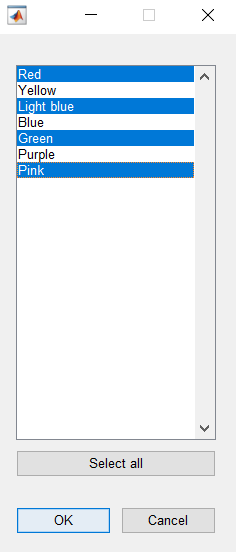 Red
Yellow
Light blue
Blue
Green
Purple
Pink
Select all
OK
Cancel